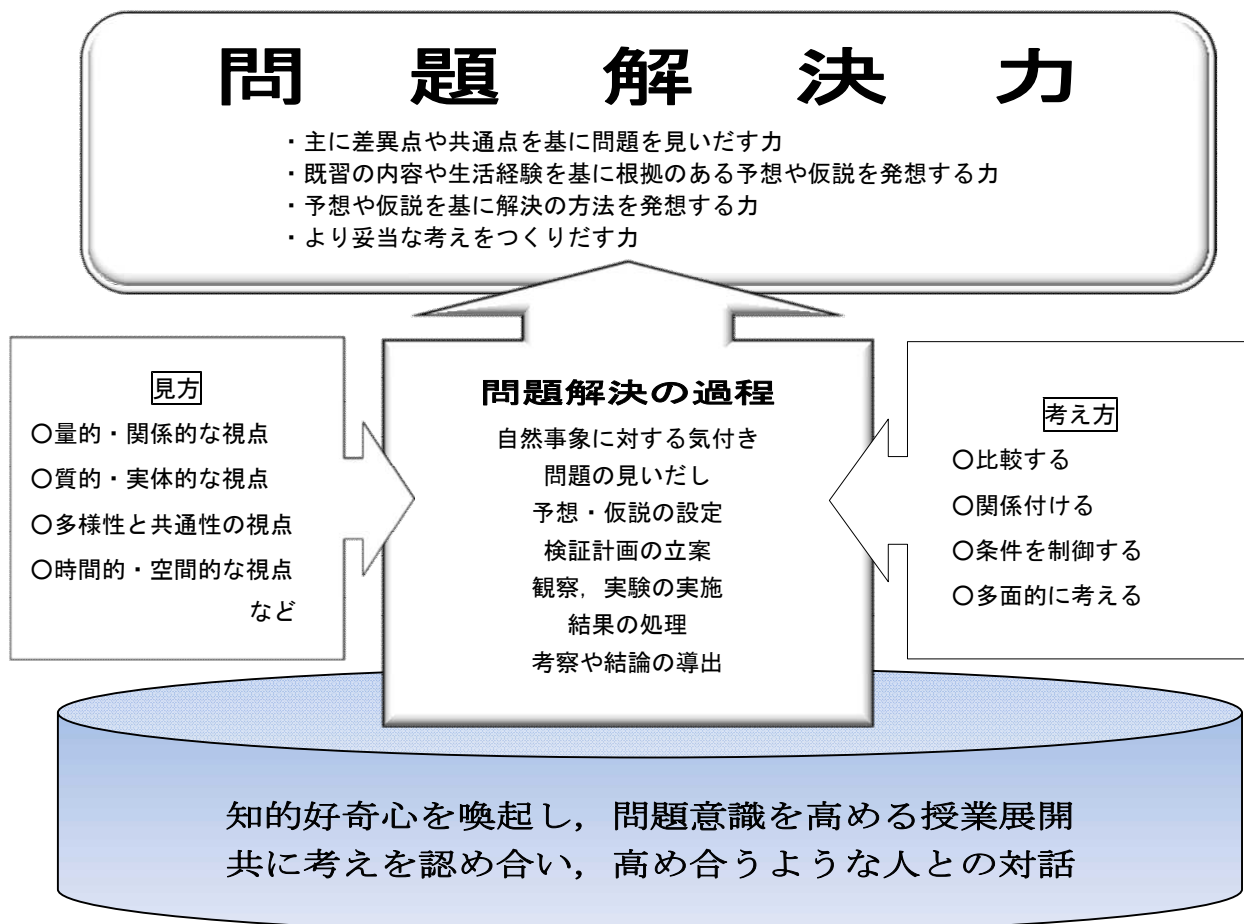 問題解決力
・主に差異点や共通点を基に問題を見いだす力
・既習の内容や生活経験を基に根拠のある予想や仮説を発想する力
・予想や仮説を基に解決の方法を発想する力
・より妥当な考えをつくりだす力
見方
○量的・関係的な視点
○質的・実体的な視点
○多様性と共通性の視点
○時間的・空間的な視点
など
問題解決の過程
自然事象に対する気付き
問題の見いだし
予想・仮説の設定
検証計画の立案
観察，実験の実施
結果の処理
考察や結論の導出
考え方
○比較する
○関係付ける
○条件を制御する
○多面的に考える
知的好奇心を喚起し，問題意識を高める授業展開
共に考えを認め合い，高め合うような人との対話